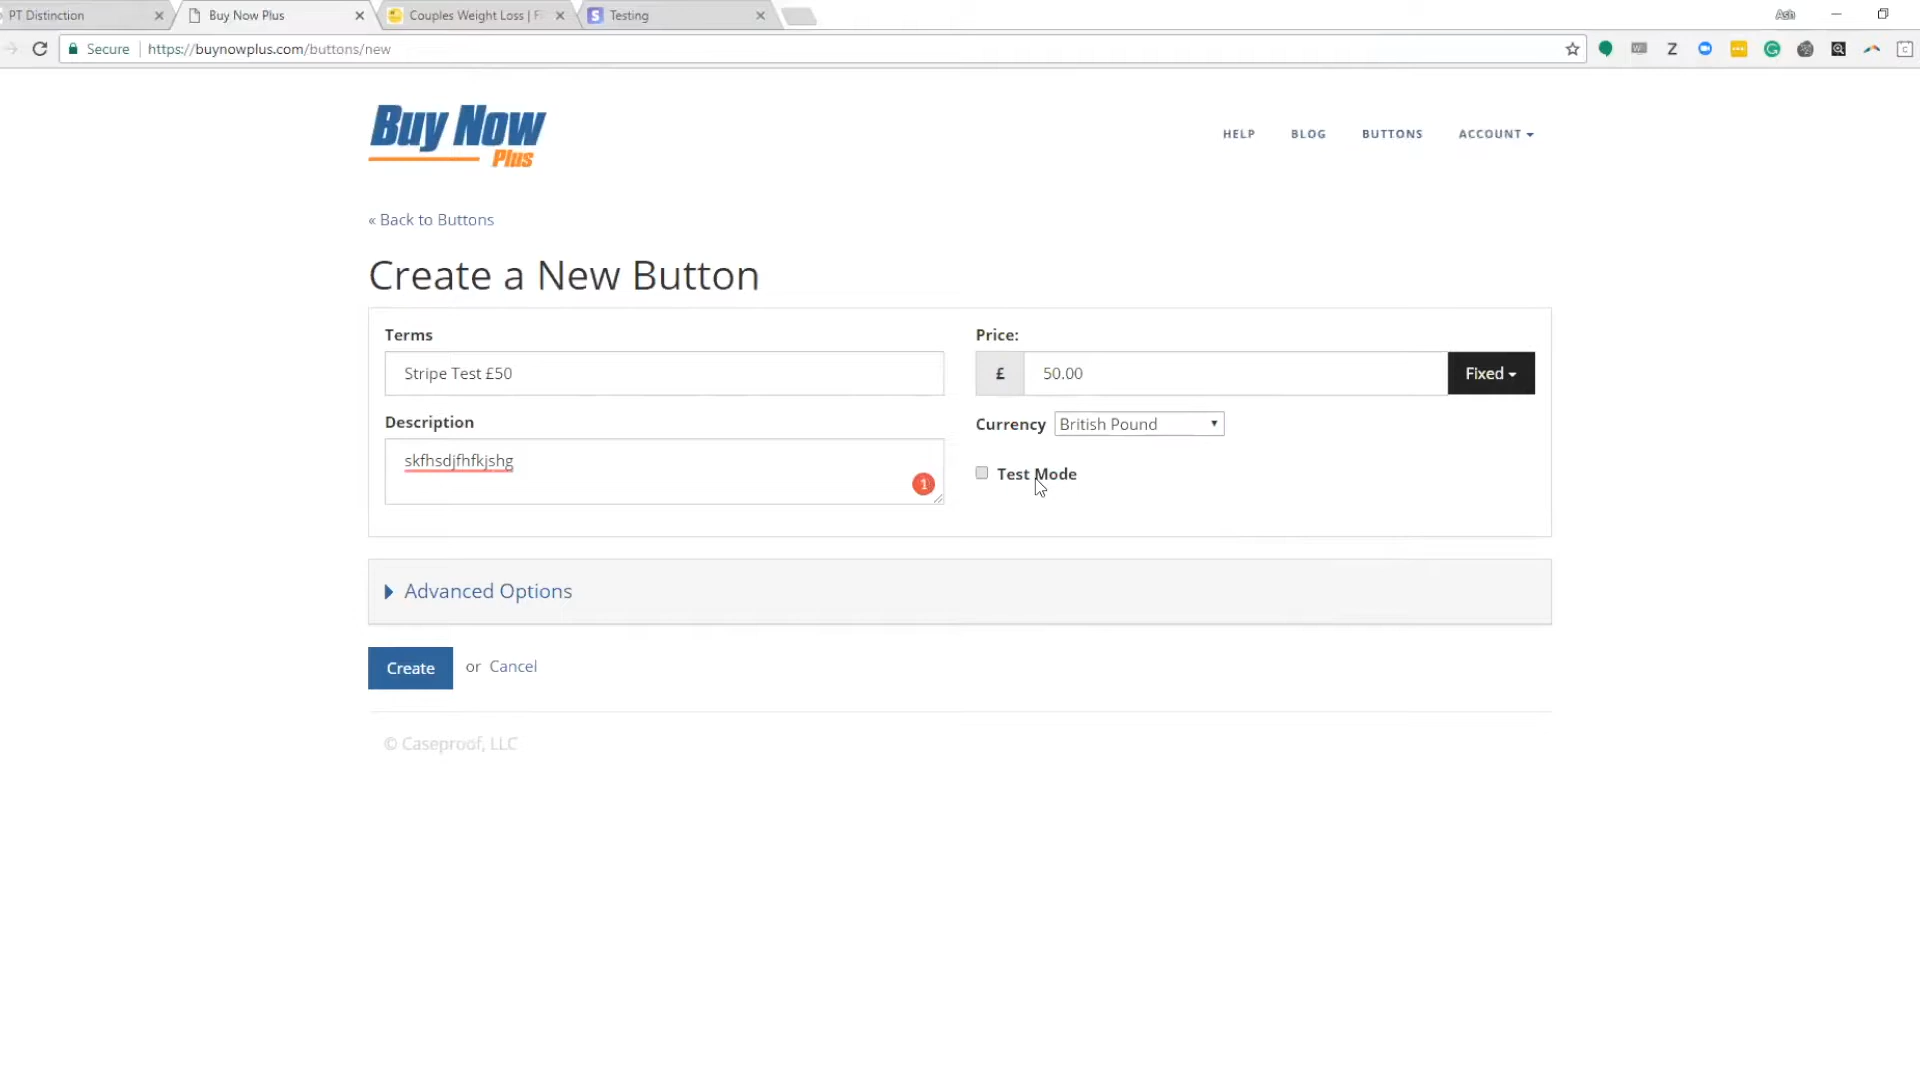 PT Distinction
Buy Now Plus
Couples Weight Loss | F
Testing
Ash
Secure
https://buynowplus.com/buttons/new
Buy Now
Plus
HELP
BLOG
BUTTONS
ACCOUNT
« Back to Buttons
Create a New Button
Terms
Price:
Stripe Test £50
£
50.00
Fixed
Description
Currency
British Pound
skfhsdjfhfkjshg
1
Test Mode
Advanced Options
Create
or Cancel
© Caseproof, LLC